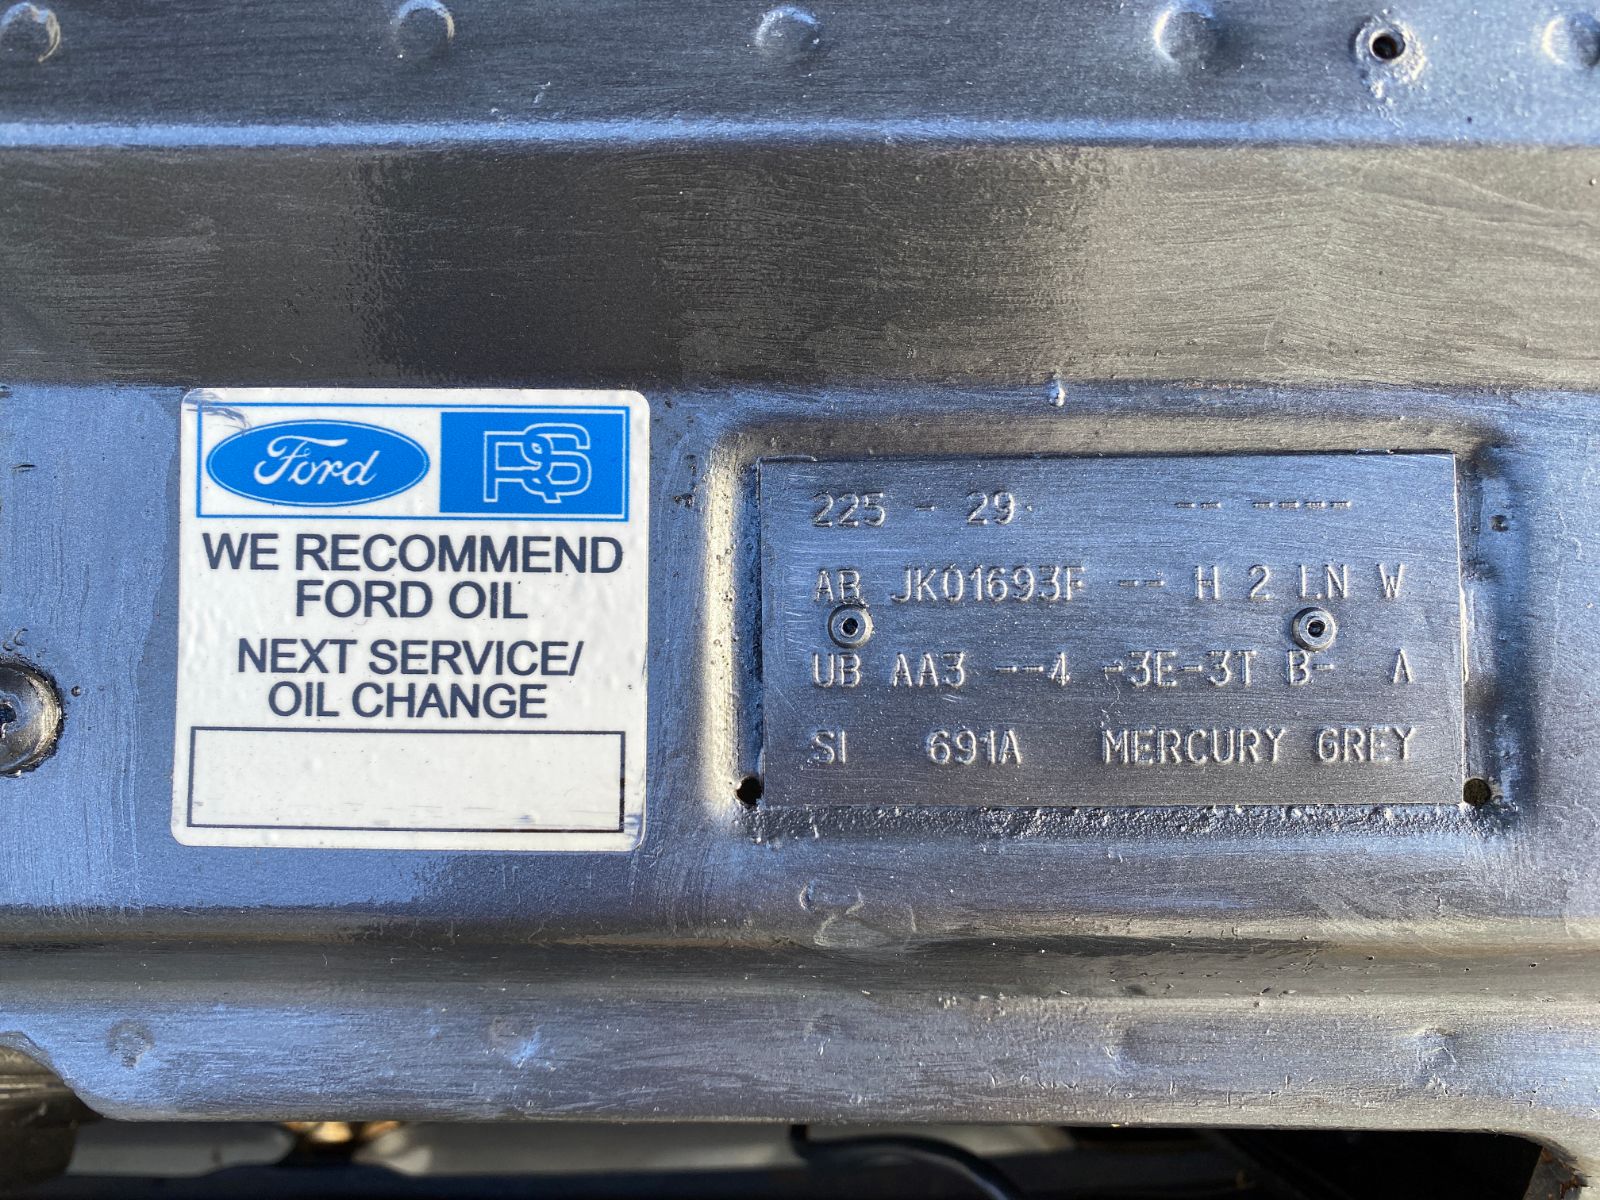 Ford RS
WE RECOMMEND
FORD OIL
NEXT SERVICE/
OIL CHANGE
225 - 29 -- ----
AB JK01693F -- H 2 LN W
UB AA3 --4 -3E-3T B- A
SI 691A MERCURY GREY